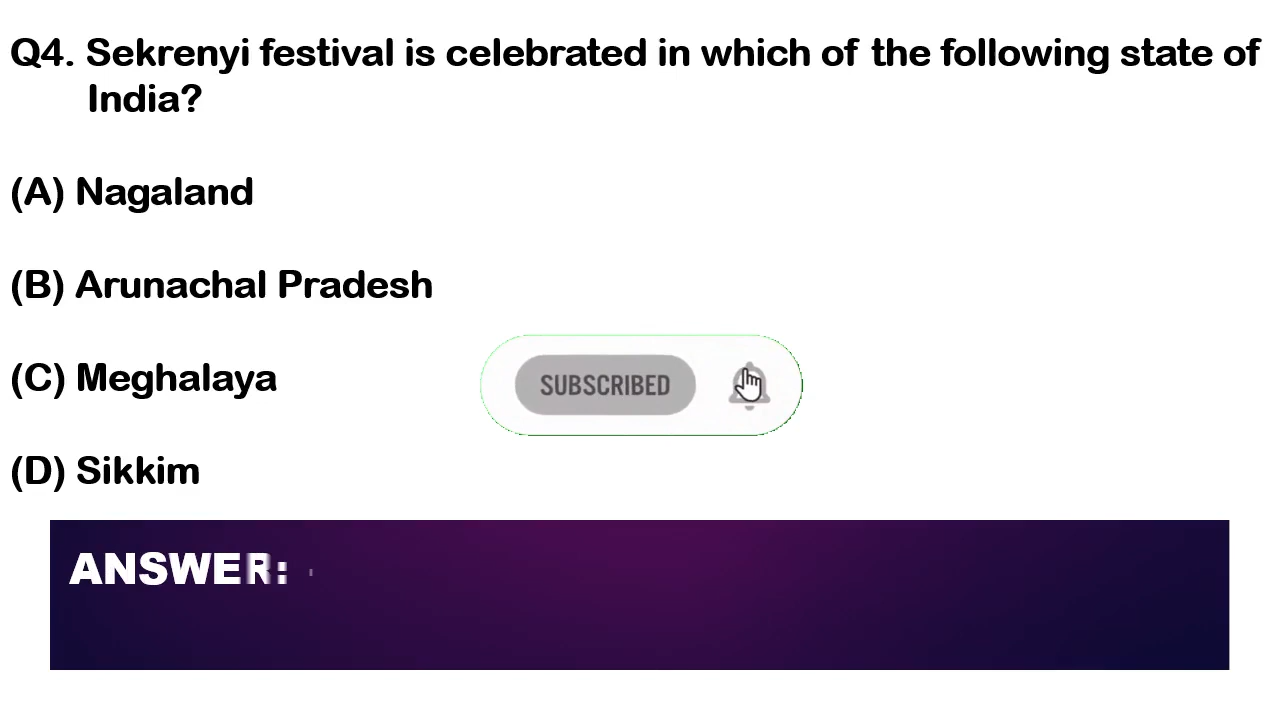 Q4. Sekrenyi festival is celebrated in which of the following state of
India?
(A) Nagaland
(B) Arunachal Pradesh
(C) Meghalaya
SUBSCRIBED
(D) Sikkim
ANSWER: